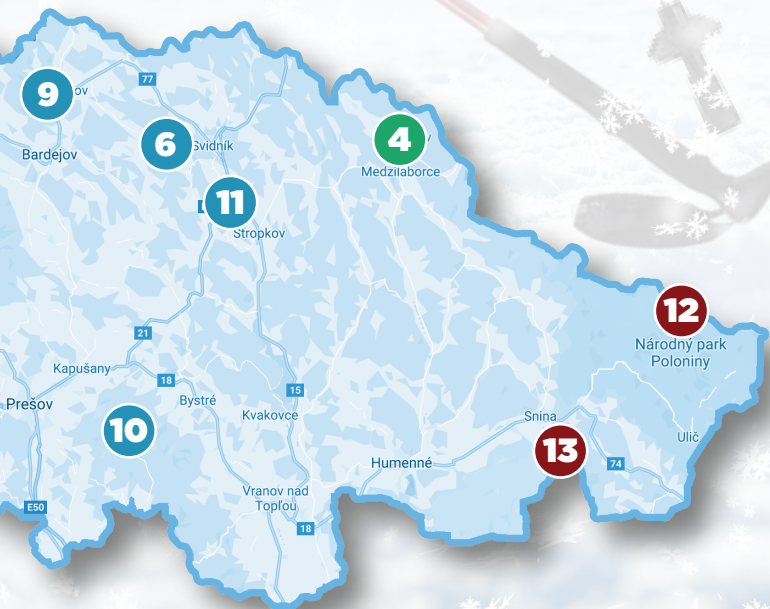 77
9
ov
6
Svidník
4
Bardejov
Medzilaborce
11
Stropkov
12
Národný park
Poloniny
21
Kapušany
18
15
Prešov
Bystré
Kvakovce
Snina
10
Ulič
13
Humenné
74
Vranov nad
Topľou
E50
18